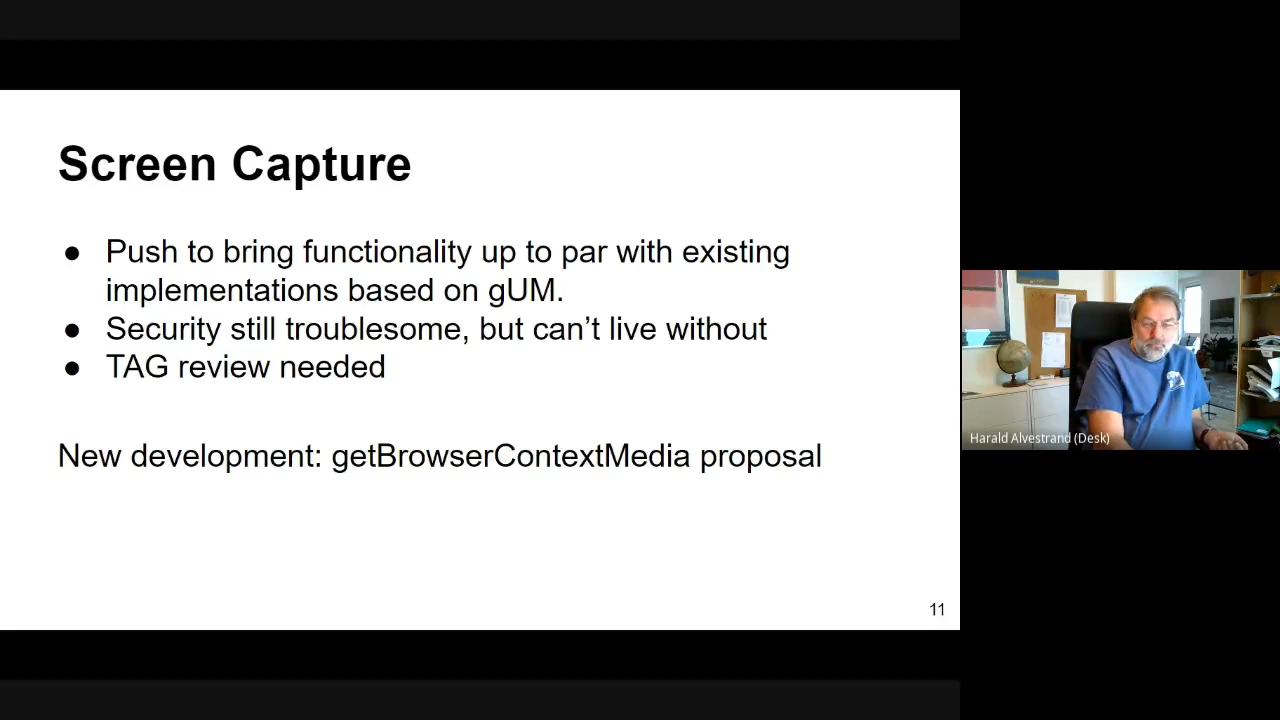 Screen Capture
● Push to bring functionality up to par with existing
implementations based on gUM.
● Security still troublesome, but can’t live without
● TAG review needed
New development: getBrowserContextMedia proposal
11
Harald Alvestrand (Desk)